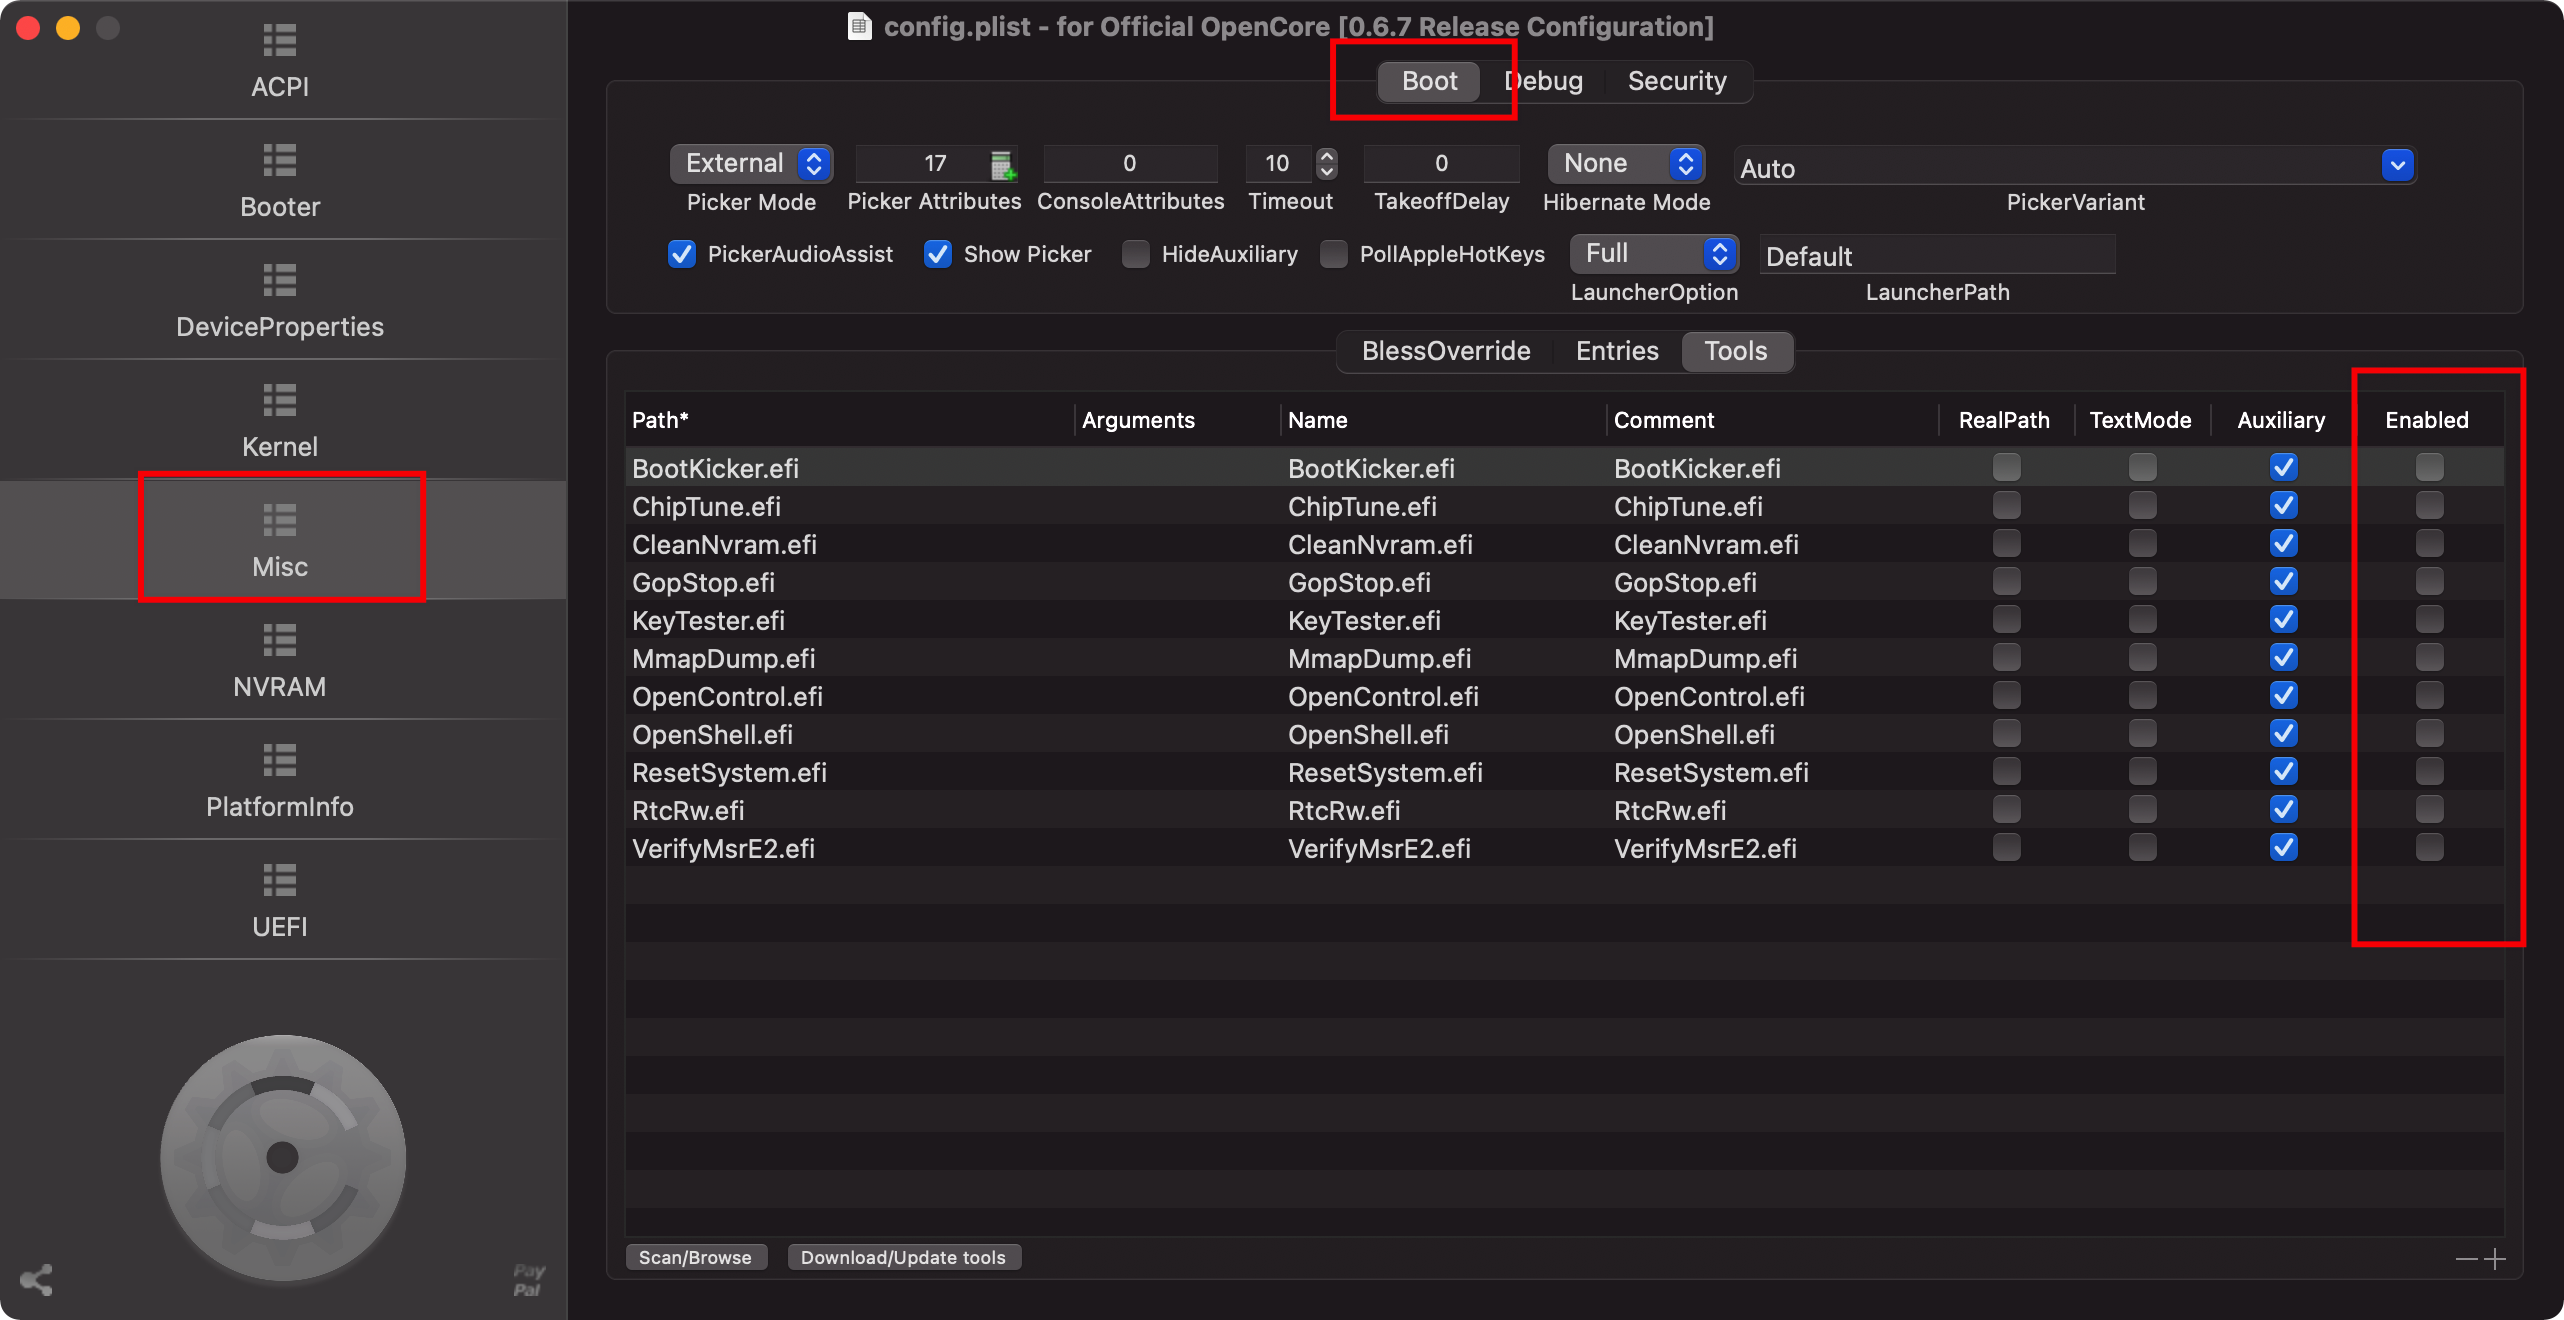 config.plist - for Official OpenCore [0.6.7 Release Configuration]
ACPI
Booter
DeviceProperties
Kernel
Misc
NVRAM
PlatformInfo
UEFI
Pay
Pal
Boot Debug Security
External 17 0 10 0 None Auto
Picker Mode Picker Attributes ConsoleAttributes Timeout TakeoffDelay Hibernate Mode PickerVariant
PickerAudioAssist Show Picker HideAuxiliary PollAppleHotKeys Full Default
LauncherOption LauncherPath
BlessOverride Entries Tools
Path* Arguments Name Comment RealPath TextMode Auxiliary Enabled
BootKicker.efi BootKicker.efi BootKicker.efi
ChipTune.efi ChipTune.efi ChipTune.efi
CleanNvram.efi CleanNvram.efi CleanNvram.efi
GopStop.efi GopStop.efi GopStop.efi
KeyTester.efi KeyTester.efi KeyTester.efi
MmapDump.efi MmapDump.efi MmapDump.efi
OpenControl.efi OpenControl.efi OpenControl.efi
OpenShell.efi OpenShell.efi OpenShell.efi
ResetSystem.efi ResetSystem.efi ResetSystem.efi
RtcRw.efi RtcRw.efi RtcRw.efi
VerifyMsrE2.efi VerifyMsrE2.efi VerifyMsrE2.efi
Scan/Browse Download/Update tools